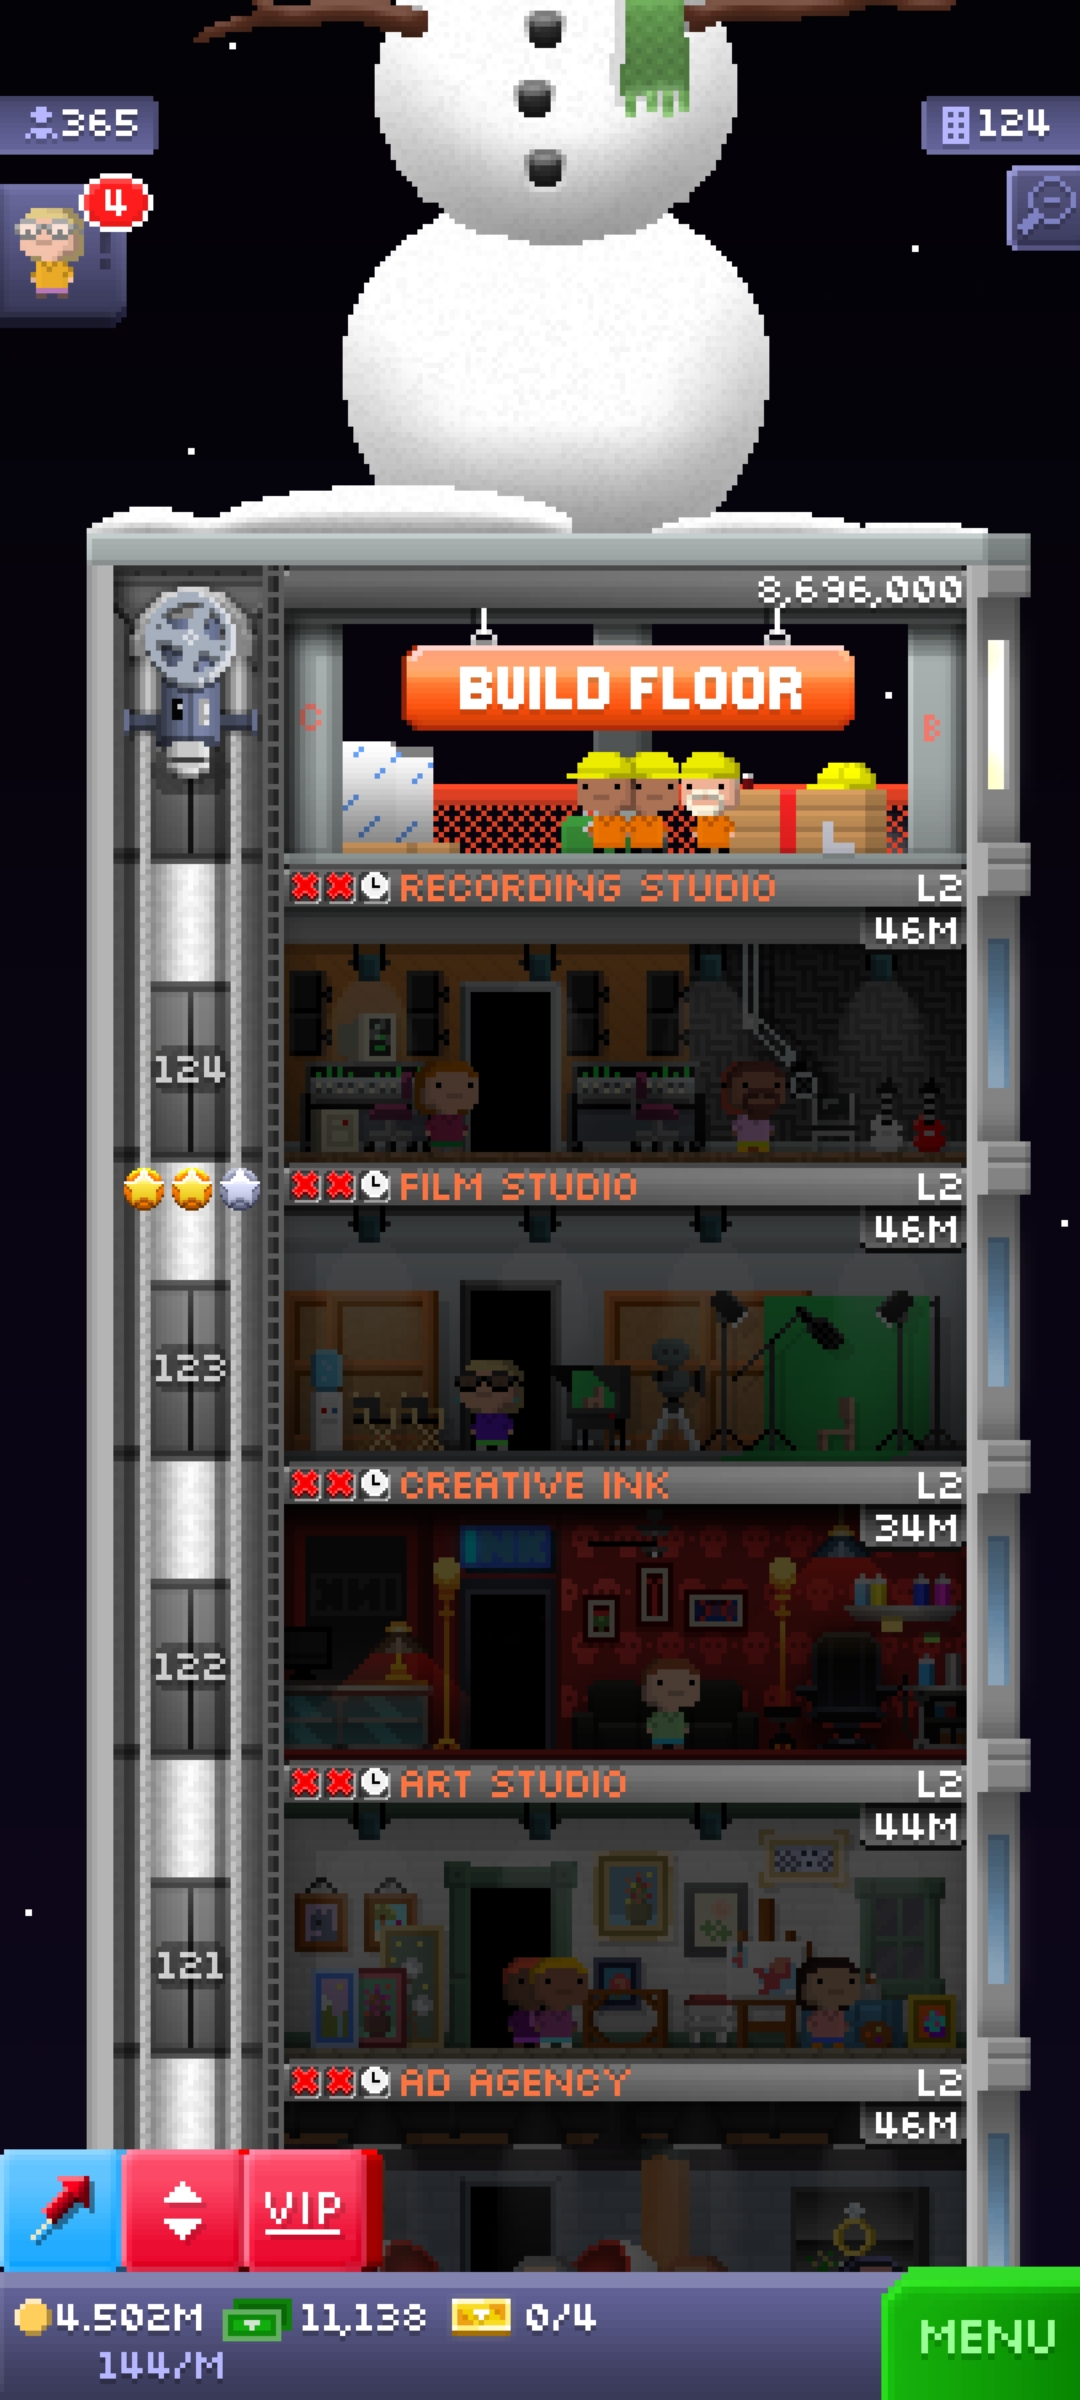 365
124
4
8,696,000
BUILD FLOOR
C
B
RECORDING STUDIO L2
46M
124
FILM STUDIO L2
46M
123
CREATIVE INK L2
34M
INK
122
ART STUDIO L2
44M
121
AD AGENCY L2
46M
VIP
4.502M 11,138 0/4
144/M
MENU